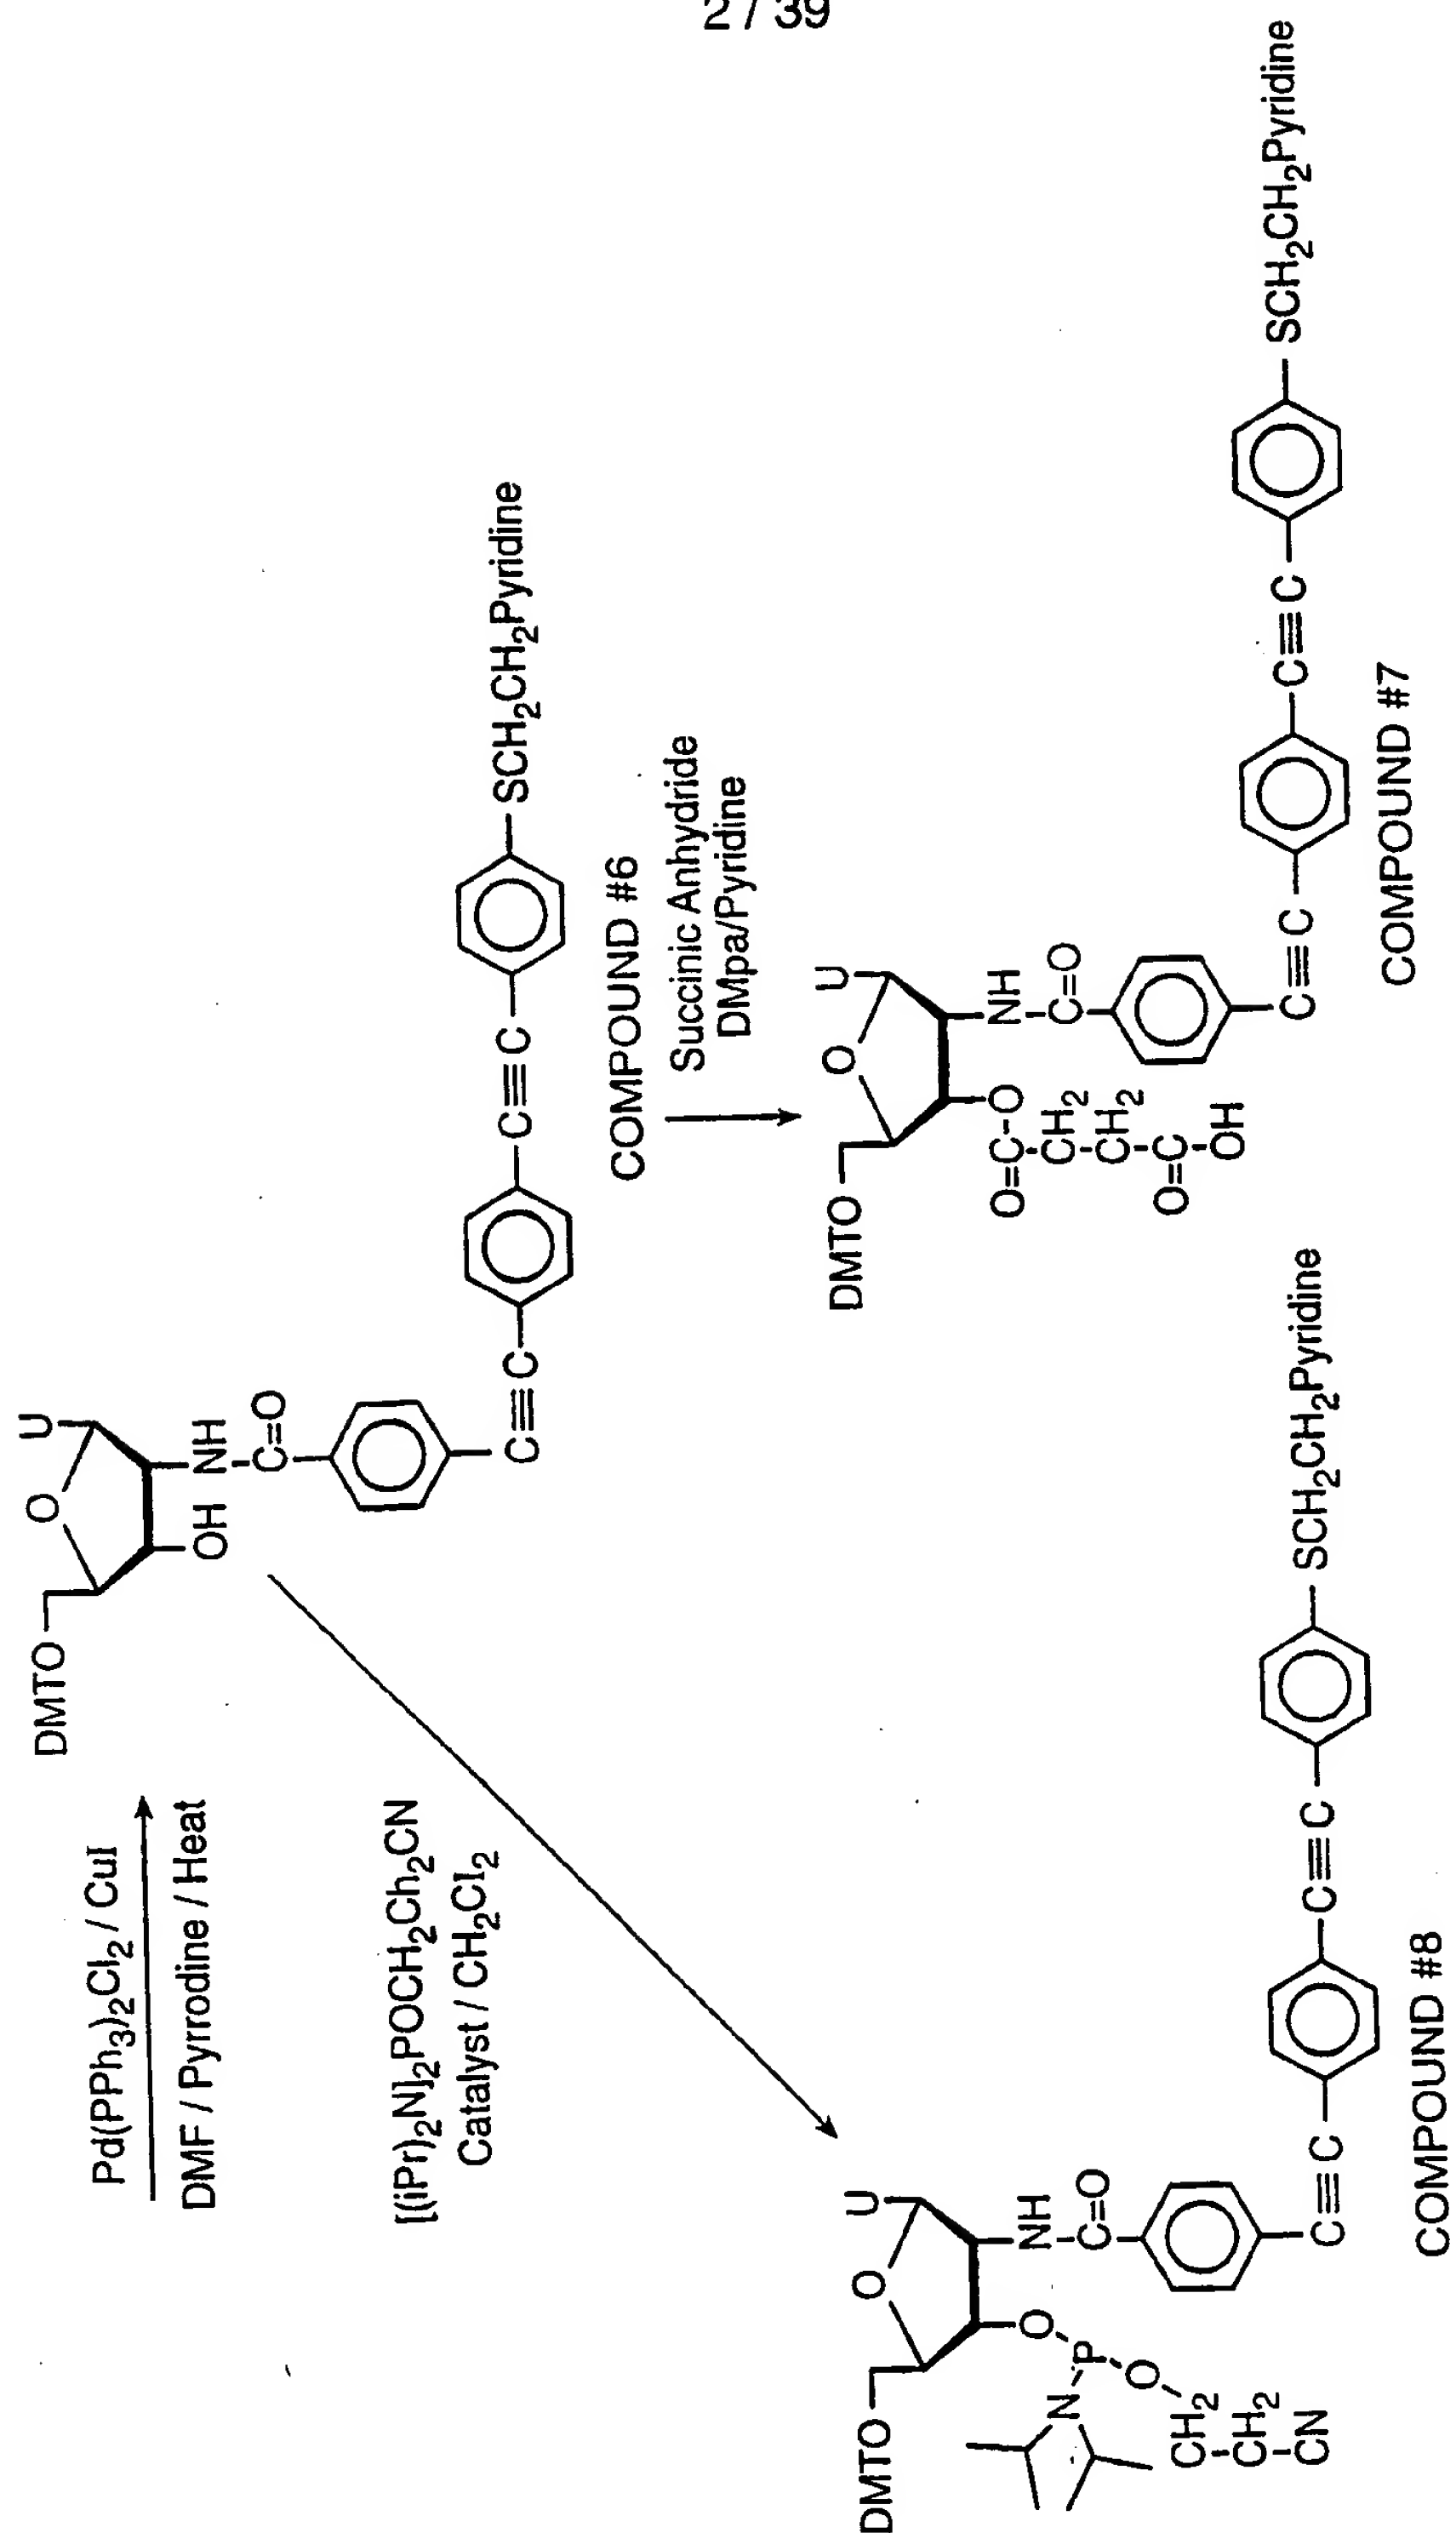 2 / 39
Pd(PPh3)2Cl2 / CuI
DMF / Pyrrodine / Heat
DMTO
O
U
OH
NH
C=O
C≡C
C≡C
SCH2CH2Pyridine
COMPOUND #6
[(iPr)2N]2POCH2Ch2CN
Catalyst / CH2Cl2
Succinic Anhydride
DMpa/Pyridine
DMTO
O
U
O
NH
P
N
O
CH2
CH2
CN
C=O
C≡C
C≡C
SCH2CH2Pyridine
COMPOUND #8
DMTO
O
U
O
NH
O=C
CH2
CH2
O=C
OH
C=O
C≡C
C≡C
SCH2CH2Pyridine
COMPOUND #7